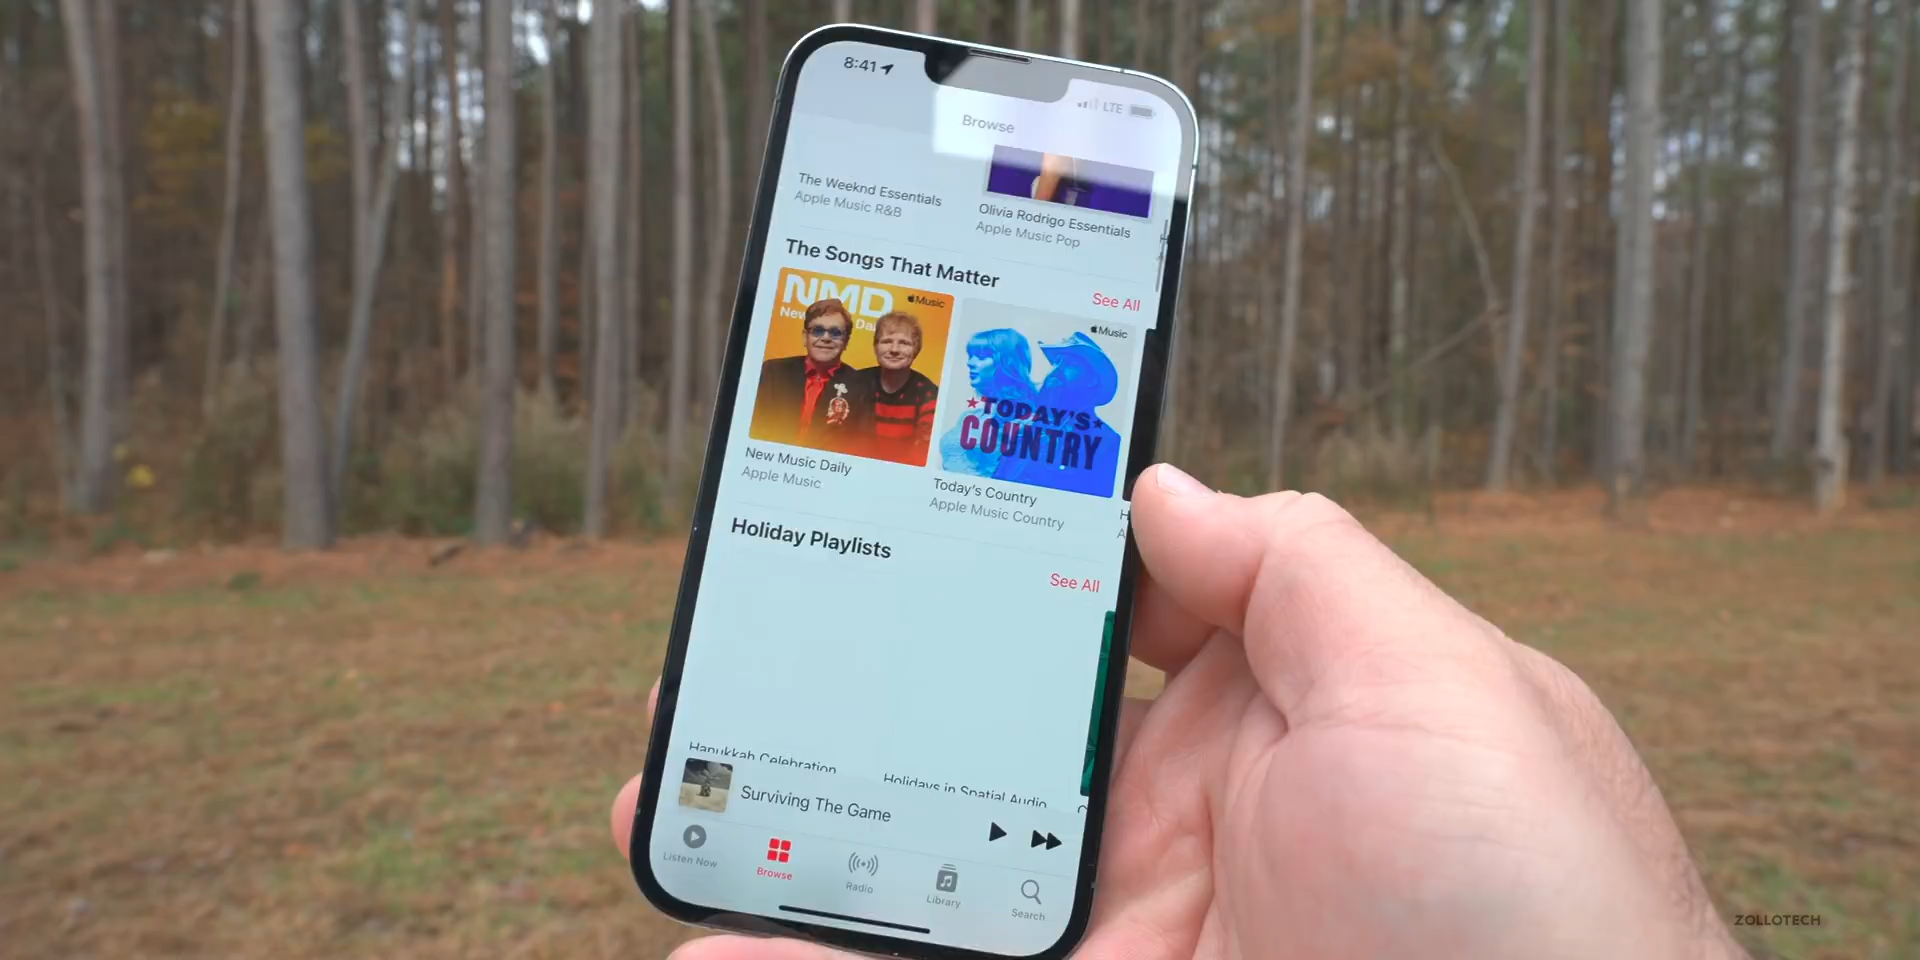 8:41
LTE
Browse
The Weeknd Essentials
Apple Music R&B
Olivia Rodrigo Essentials
Apple Music Pop
The Songs That Matter
See All
NMD
Music
New Music Daily
Apple Music
Music
TODAY'S
COUNTRY
Today's Country
Apple Music Country
Holiday Playlists
See All
Hanukkah Celebration
Holidays in Spatial Audio
Surviving The Game
Listen Now
Browse
Radio
Library
Search
ZOLLOTECH